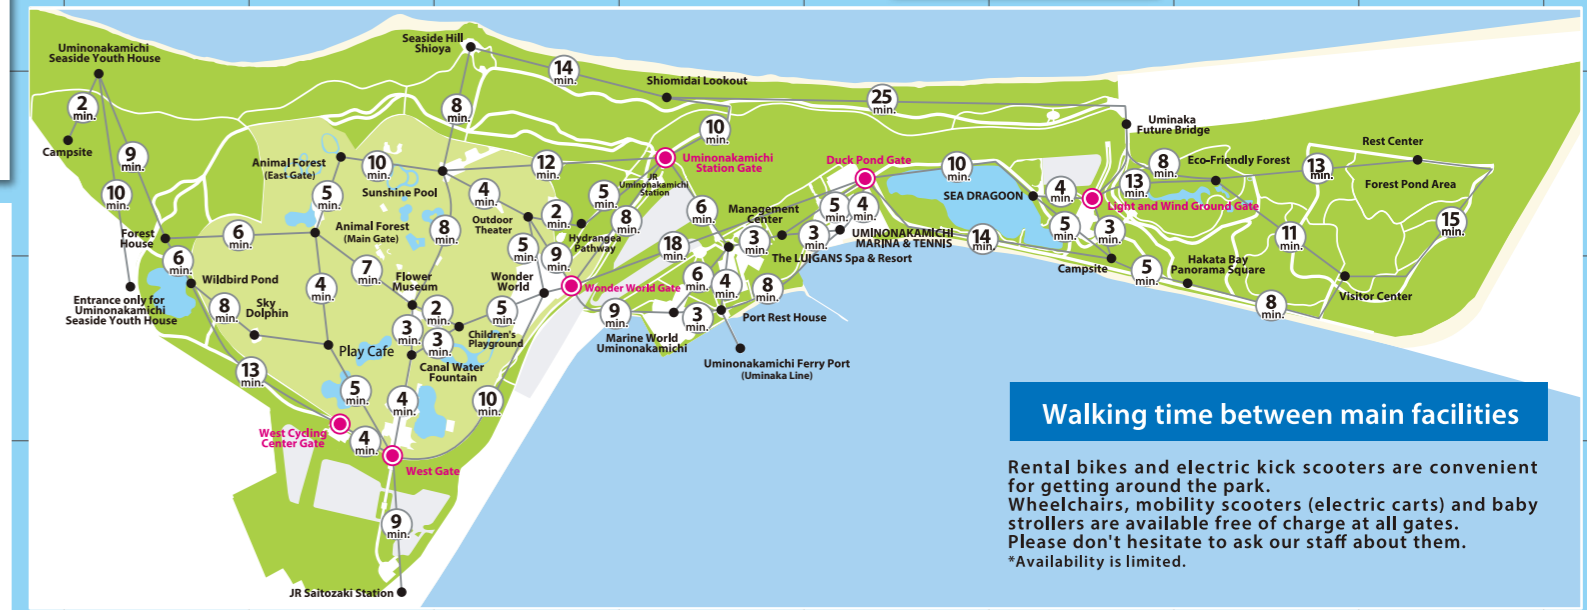 Seaside Hill
Shioya
Uminonakamichi
Seaside Youth House
14
min.
Shiomidai Lookout
25
min.
2
min.
8
min.
Uminaka
Future Bridge
10
min.
Campsite
9
min.
Animal Forest
(East Gate)
10
min.
12
min.
Uminonakamichi
Station Gate
JR
Uminonakamichi
Station
Duck Pond Gate
10
min.
8
min.
Eco-Friendly Forest
13
min.
Rest Center
Forest Pond Area
10
min.
5
min.
Sunshine Pool
4
min.
5
min.
SEA DRAGOON
4
min.
13
min.
Light and Wind Ground Gate
Outdoor
Theater
2
min.
8
min.
6
min.
Management
Center
5
min.
4
min.
15
min.
Forest
House
6
min.
Animal Forest
(Main Gate)
8
min.
Hydrangea
Pathway
5
min.
9
min.
18
min.
3
min.
3
min.
UMINONAKAMICHI
MARINA & TENNIS
The LUIGANS Spa & Resort
14
min.
5
min.
3
min.
11
min.
6
min.
Wildbird Pond
7
min.
Flower
Museum
Wonder
World
Wonder World Gate
6
min.
4
min.
8
min.
Campsite
5
min.
Hakata Bay
Panorama Square
8
min.
Visitor Center
Entrance only for
Uminonakamichi
Seaside Youth House
8
min.
Sky
Dolphin
4
min.
2
min.
3
min.
3
min.
5
min.
Children's
Playground
9
min.
3
min.
Port Rest House
Marine World
Uminonakamichi
Play Cafe
Canal Water
Fountain
Uminonakamichi Ferry Port
(Uminaka Line)
13
min.
5
min.
4
min.
10
min.
West Cycling
Center Gate
4
min.
West Gate
9
min.
JR Saitozaki Station
Walking time between main facilities
Rental bikes and electric kick scooters are convenient
for getting around the park.
Wheelchairs, mobility scooters (electric carts) and baby
strollers are available free of charge at all gates.
Please don't hesitate to ask our staff about them.
*Availability is limited.